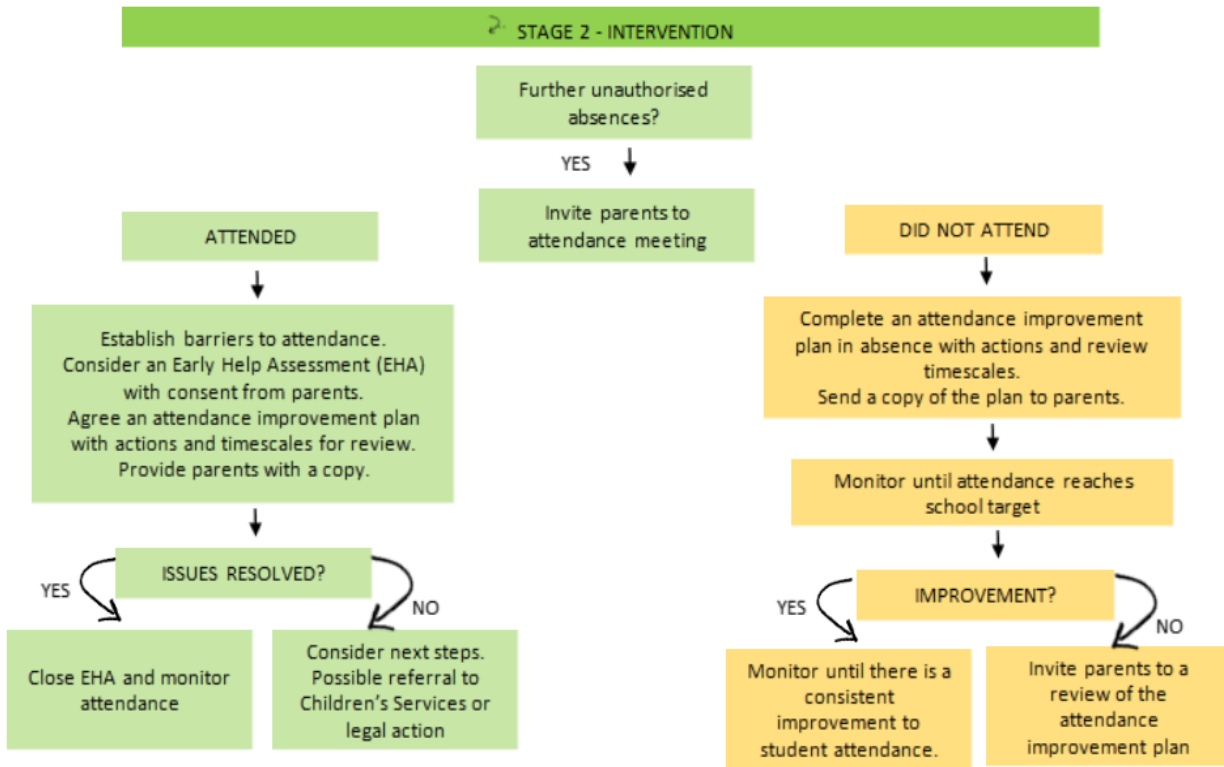 2. STAGE 2 - INTERVENTION
Further unauthorised
absences?
YES
Invite parents to
attendance meeting
ATTENDED
Establish barriers to attendance.
Consider an Early Help Assessment (EHA)
with consent from parents.
Agree an attendance improvement plan
with actions and timescales for review.
Provide parents with a copy.
ISSUES RESOLVED?
YES
NO
Close EHA and monitor
attendance
Consider next steps.
Possible referral to
Children's Services or
legal action
DID NOT ATTEND
Complete an attendance improvement
plan in absence with actions and review
timescales.
Send a copy of the plan to parents.
Monitor until attendance reaches
school target
IMPROVEMENT?
YES
NO
Monitor until there is a
consistent
improvement to
student attendance.
Invite parents to a
review of the
attendance
improvement plan